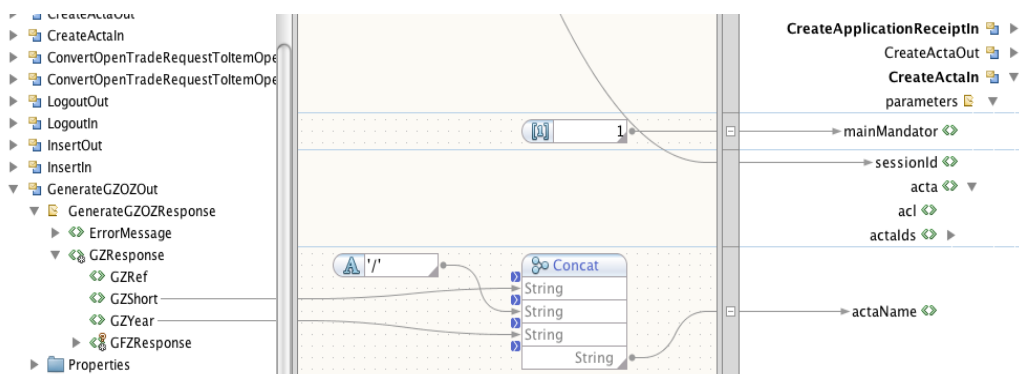 CreateActaOut
CreateActaIn
ConvertOpenTradeRequestToItemOpe
ConvertOpenTradeRequestToItemOpe
LogoutOut
LogoutIn
InsertOut
InsertIn
GenerateGZOZOut
GenerateGZOZResponse
ErrorMessage
GZResponse
GZRef
GZShort
GZYear
GFZResponse
Properties
[1] 1
A '/'
Concat
String
String
String
String
CreateApplicationReceiptIn
CreateActaOut
CreateActaIn
parameters
mainMandator
sessionId
acta
acl
actaIds
actaName